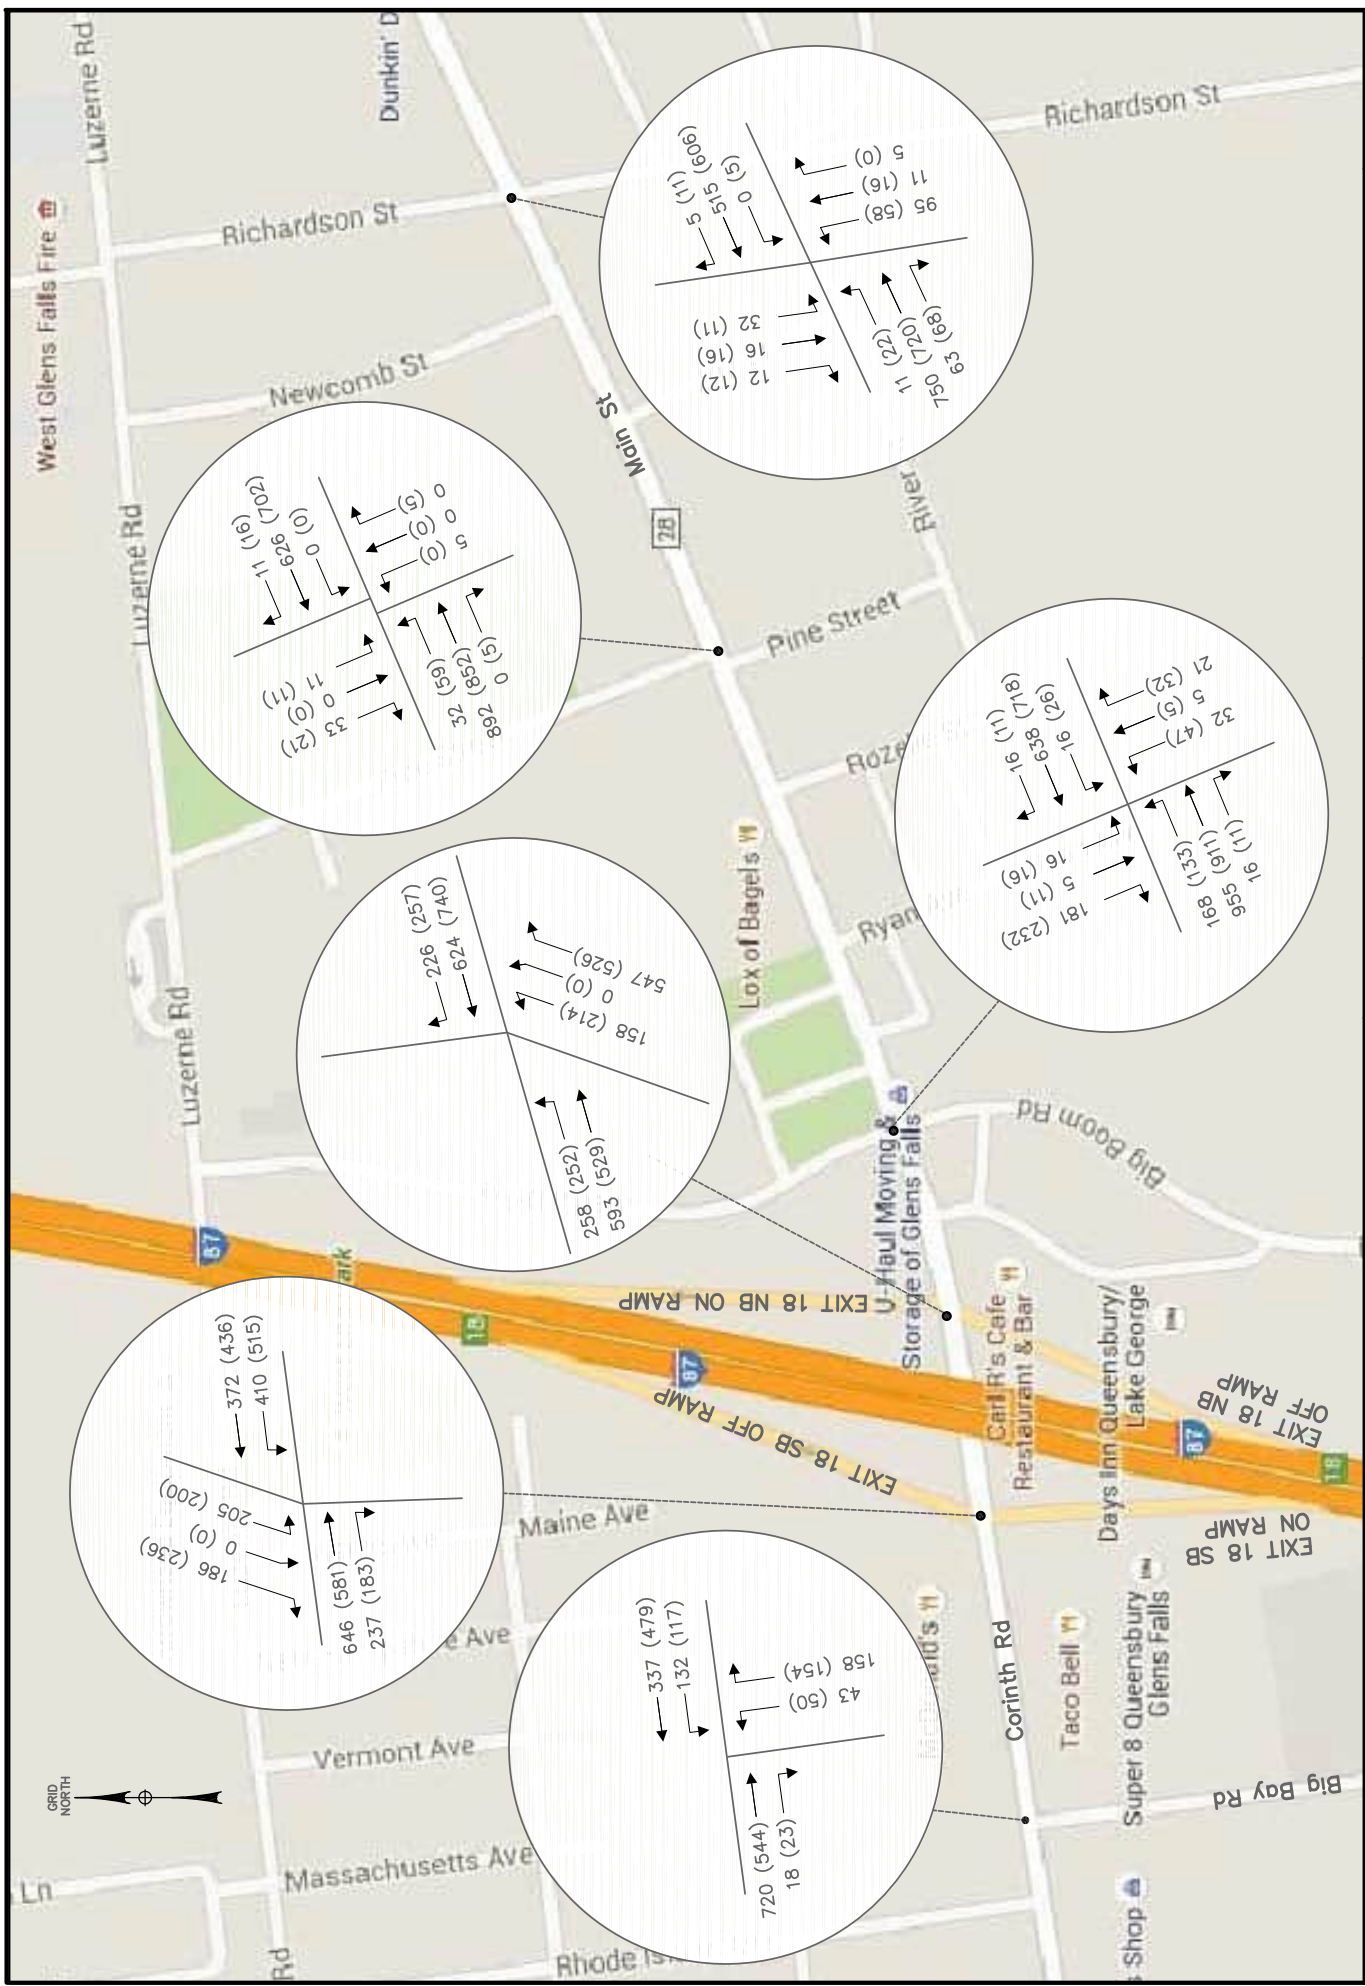 GRID
NORTH
West Glens Falls Fire
Luzerne Rd
Luzerne Rd
Luzerne Rd
Rd
Ln
Dunkin' D
Richardson St
Richardson St
Newcomb St
Main St
28
River
Pine Street
Roze
Ryan
Lox of Bagels
U-Haul Moving &
Storage of Glens Falls
Big Boom Rd
87
87
87
18
18
ark
EXIT 18 NB ON RAMP
EXIT 18 SB OFF RAMP
EXIT 18 NB
OFF RAMP
EXIT 18 SB
ON RAMP
Carl R's Cafe
Restaurant & Bar
Days Inn Queensbury/
Lake George
Super 8 Queensbury
Glens Falls
Taco Bell
Corinth Rd
Big Bay Rd
Shop
Maine Ave
e Ave
Vermont Ave
Massachusetts Ave
Rhode Is
5 (11)
515 (606)
0 (5)
32 (11)
16 (16)
12 (12)
11 (22)
750 (720)
63 (68)
95 (58)
11 (16)
5 (0)
11 (16)
626 (702)
0 (0)
11 (11)
0 (0)
33 (21)
32 (59)
892 (852)
0 (5)
5 (0)
0 (0)
0 (5)
16 (11)
638 (718)
16 (26)
16 (16)
5 (11)
181 (232)
168 (133)
955 (911)
16 (11)
32 (47)
5 (5)
21 (32)
226 (257)
624 (740)
258 (252)
593 (529)
158 (214)
0 (0)
547 (526)
372 (436)
410 (515)
205 (200)
0 (0)
186 (236)
646 (581)
237 (183)
337 (479)
132 (117)
720 (544)
18 (23)
43 (50)
158 (154)